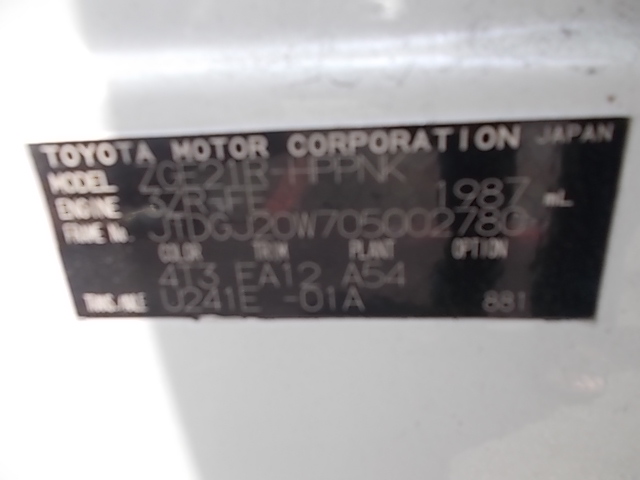 TOYOTA MOTOR CORPORATION JAPAN
MODEL ZGE21R-HPPNK
ENGINE 3ZR-FE 1987 mL
FRAME No. JTDGJ20W705002780
COLOR TRIM PLANT OPTION
4T3 FA12 A54
TRANS./AXLE U241E -01A 881